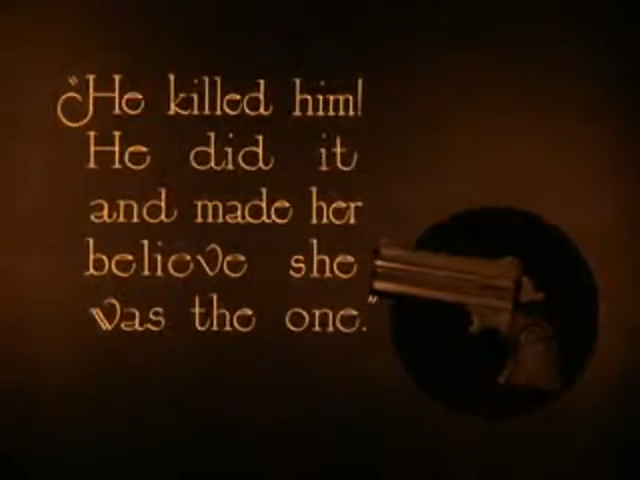 "He killed him!
He did it
and made her
believe she
was the one."